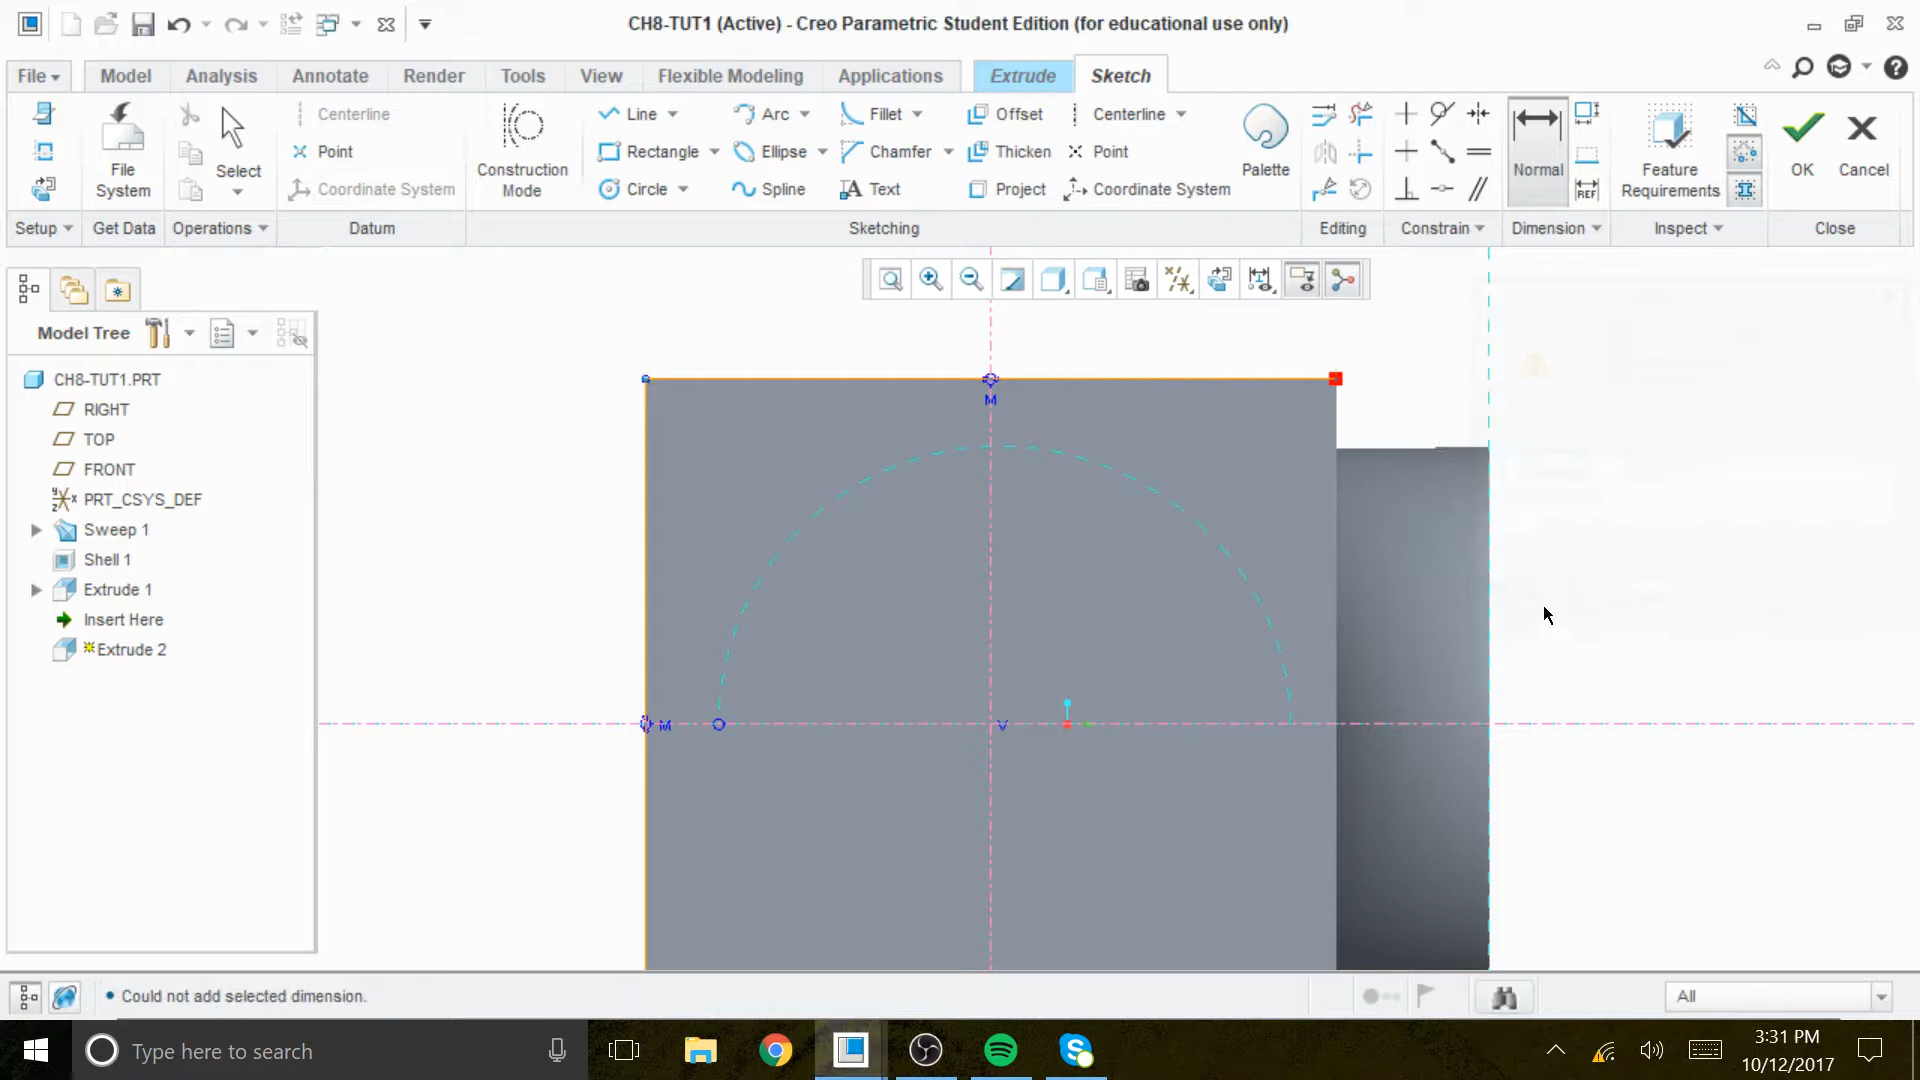 CH8-TUT1 (Active) - Creo Parametric Student Edition (for educational use only)
File Model Analysis Annotate Render Tools View Flexible Modeling Applications Extrude Sketch
Centerline Line Arc Fillet Offset Centerline
Point Rectangle Ellipse Chamfer Thicken Point
Coordinate System Circle Spline Text Project Coordinate System
File System
Select
Construction Mode
Palette
Normal
REF
Feature Requirements
OK
Cancel
Setup Get Data Operations Datum Sketching Editing Constrain Dimension Inspect Close
Model Tree
CH8-TUT1.PRT
RIGHT
TOP
FRONT
PRT_CSYS_DEF
Sweep 1
Shell 1
Extrude 1
Insert Here
Extrude 2
M
M
V
Could not add selected dimension.
All
Type here to search
3:31 PM
10/12/2017